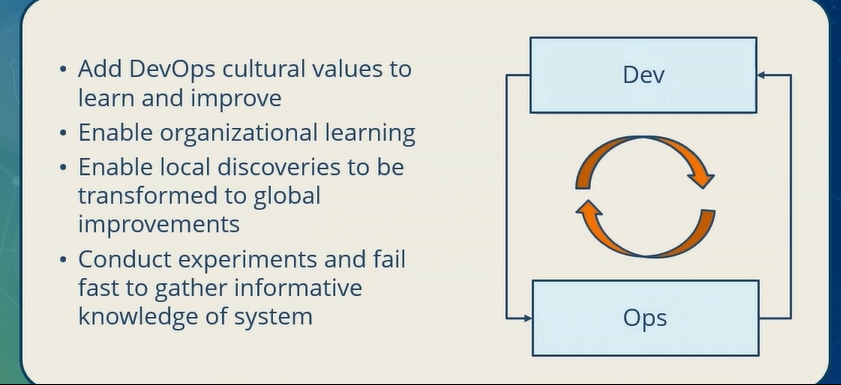 • Add DevOps cultural values to
learn and improve
• Enable organizational learning
• Enable local discoveries to be
transformed to global
improvements
• Conduct experiments and fail
fast to gather informative
knowledge of system
Dev
Ops